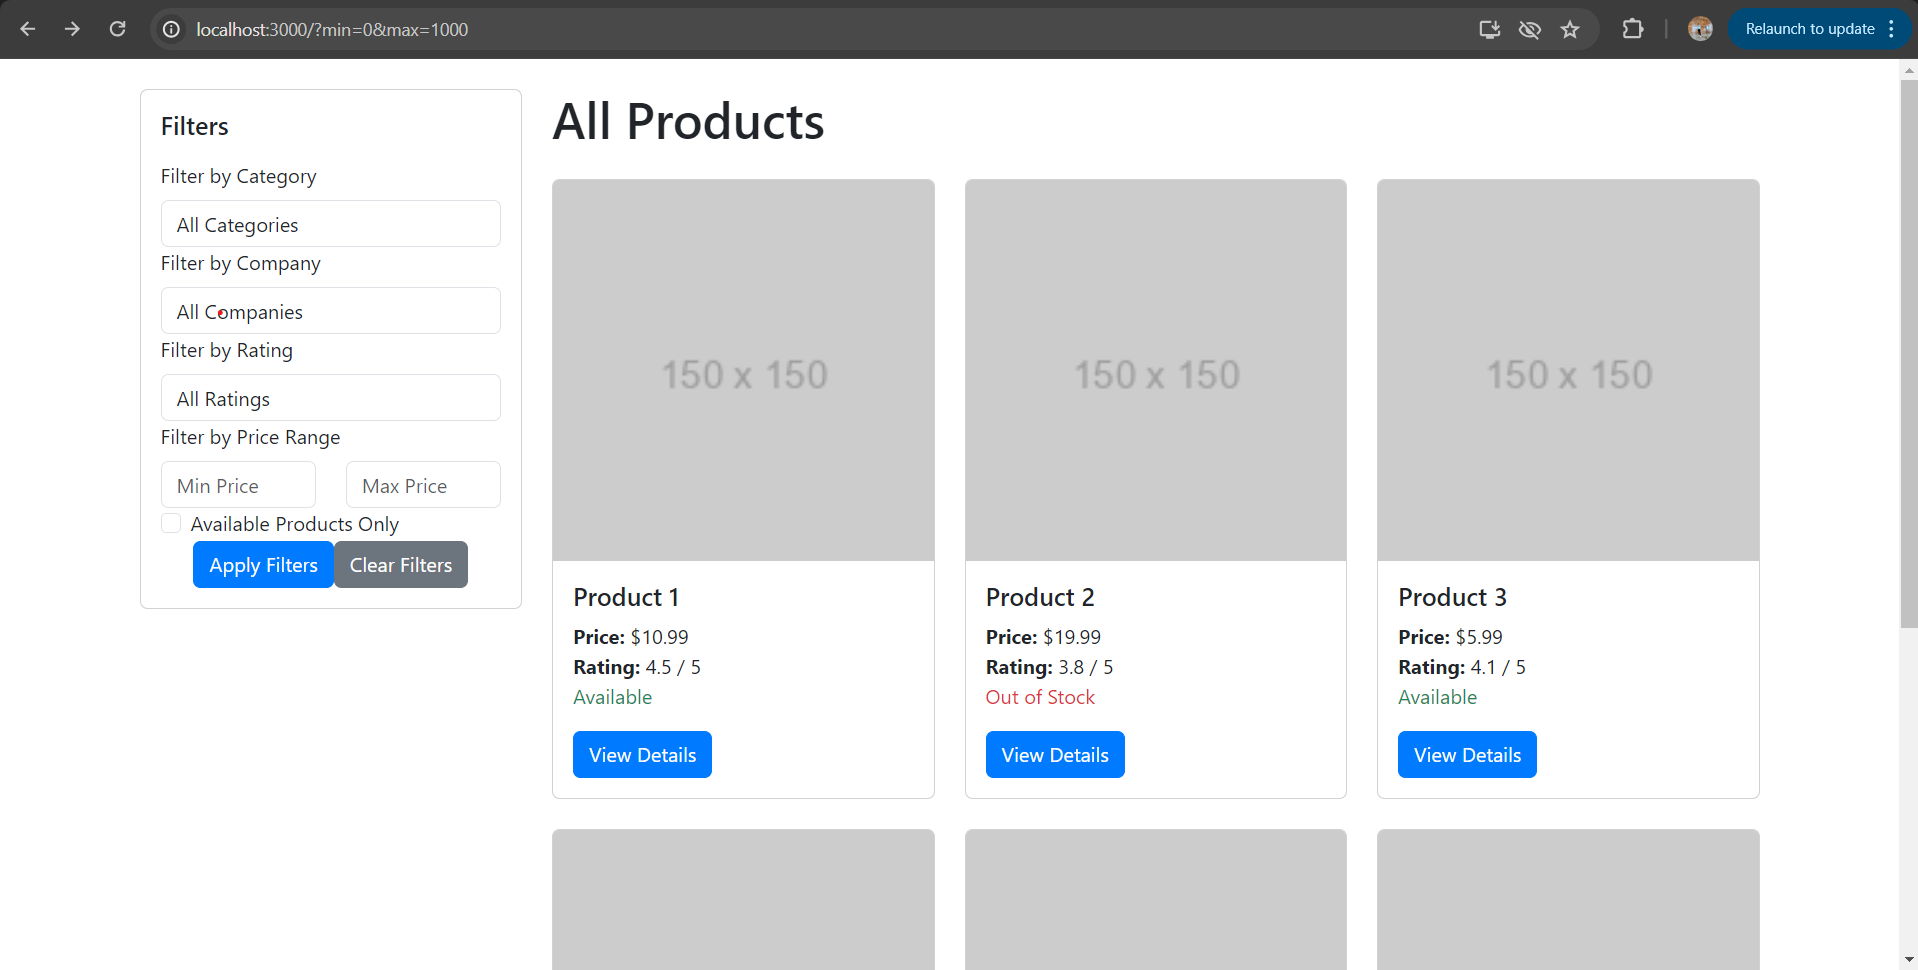 localhost:3000/?min=0&max=1000
Relaunch to update
Filters
Filter by Category
All Categories
Filter by Company
All Companies
Filter by Rating
All Ratings
Filter by Price Range
Min Price
Max Price
Available Products Only
Apply Filters
Clear Filters
All Products
150 x 150
Product 1
Price: $10.99
Rating: 4.5 / 5
Available
View Details
150 x 150
Product 2
Price: $19.99
Rating: 3.8 / 5
Out of Stock
View Details
150 x 150
Product 3
Price: $5.99
Rating: 4.1 / 5
Available
View Details